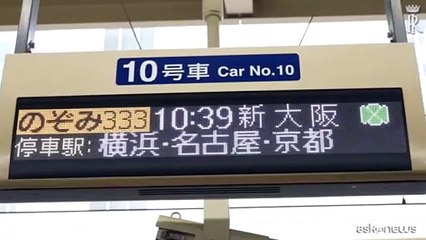 10号車 Car No.10
のぞみ333 10:39 新大阪
停車駅: 横浜・名古屋・京都
askanews